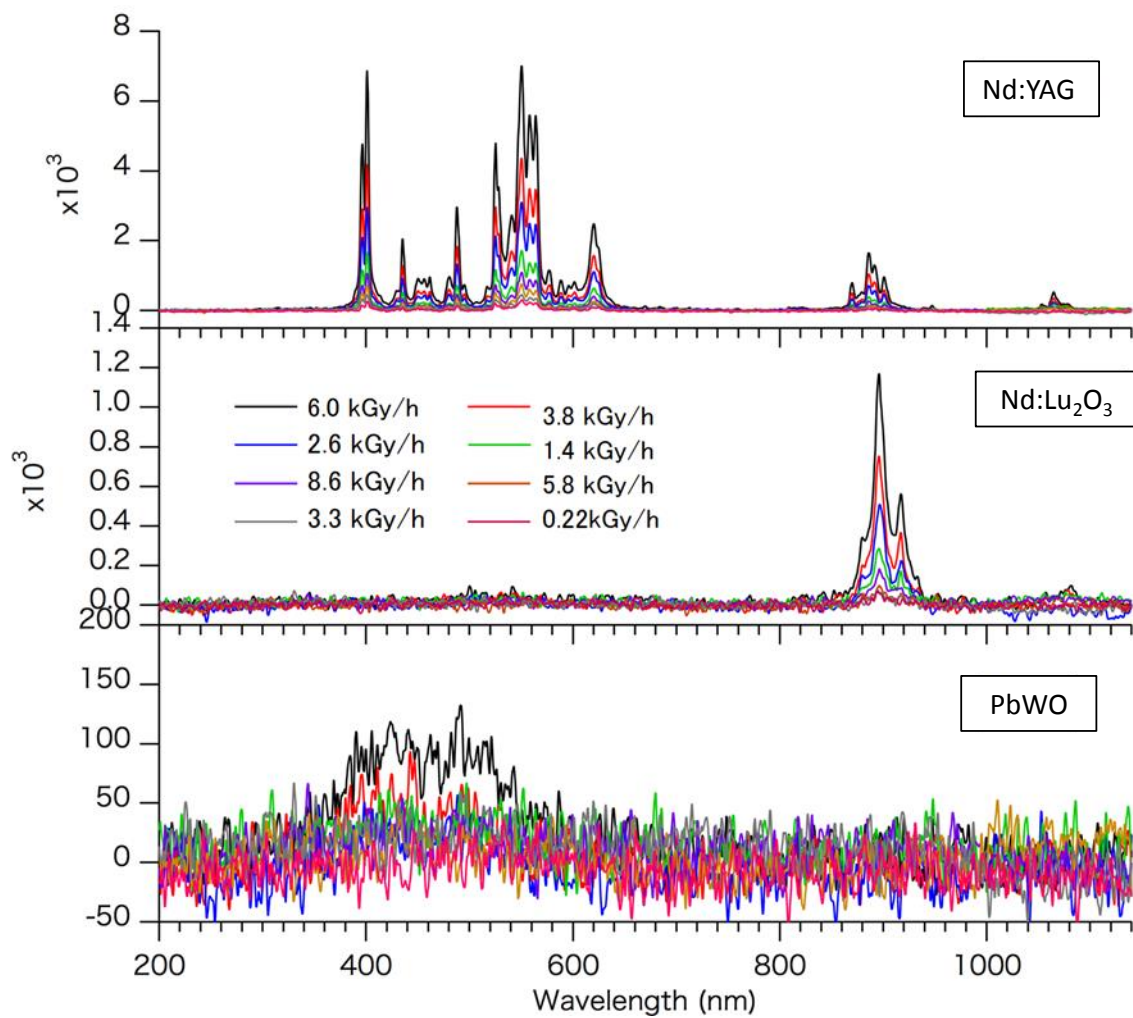 8
6
4
2
0
x10³
Nd:YAG
1.4
1.2
1.0
0.8
0.6
0.4
0.2
0.0
x10³
Nd:Lu₂O₃
6.0 kGy/h
3.8 kGy/h
2.6 kGy/h
1.4 kGy/h
8.6 kGy/h
5.8 kGy/h
3.3 kGy/h
0.22kGy/h
200
150
100
50
0
-50
PbWO
200
400
600
800
1000
Wavelength (nm)